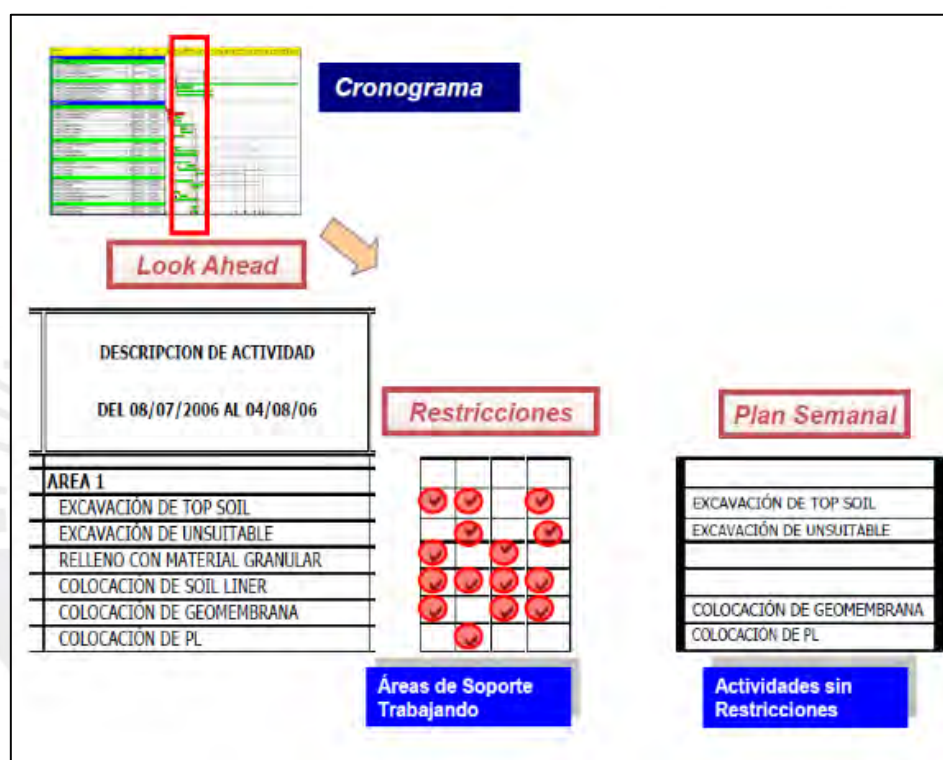 Cronograma
Look Ahead
DESCRIPCION DE ACTIVIDAD
DEL 08/07/2006 AL 04/08/06
Restricciones
Plan Semanal
AREA 1
EXCAVACIÓN DE TOP SOIL
EXCAVACIÓN DE UNSUITABLE
RELLENO CON MATERIAL GRANULAR
COLOCACIÓN DE SOIL LINER
COLOCACIÓN DE GEOMEMBRANA
COLOCACIÓN DE PL
EXCAVACIÓN DE TOP SOIL
EXCAVACIÓN DE UNSUITABLE
COLOCACIÓN DE GEOMEMBRANA
COLOCACIÓN DE PL
Áreas de Soporte
Trabajando
Actividades sin
Restricciones